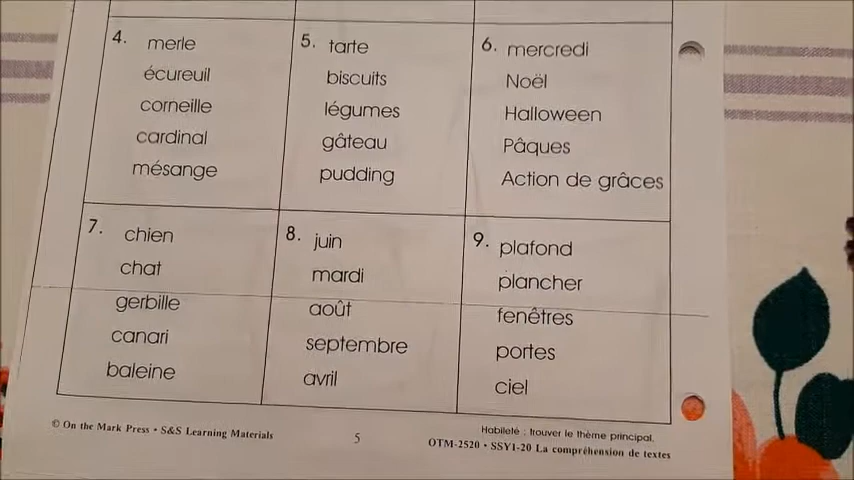 4. merle
écureuil
corneille
cardinal
mésange
5. tarte
biscuits
légumes
gâteau
pudding
6. mercredi
Noël
Halloween
Pâques
Action de grâces
7. chien
chat
gerbille
canari
baleine
8. juin
mardi
août
septembre
avril
9. plafond
plancher
fenêtres
portes
ciel
© On the Mark Press • S&S Learning Materials
5
Habileté : trouver le thème principal.
OTM-2520 • SSY1-20 La compréhension de textes